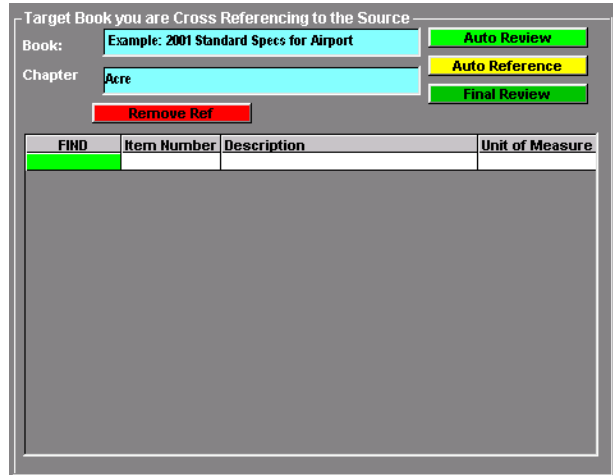 Target Book you are Cross Referencing to the Source
Book: Example: 2001 Standard Specs for Airport Auto Review
Auto Reference
Chapter Acre
Final Review
Remove Ref
FIND Item Number Description Unit of Measure